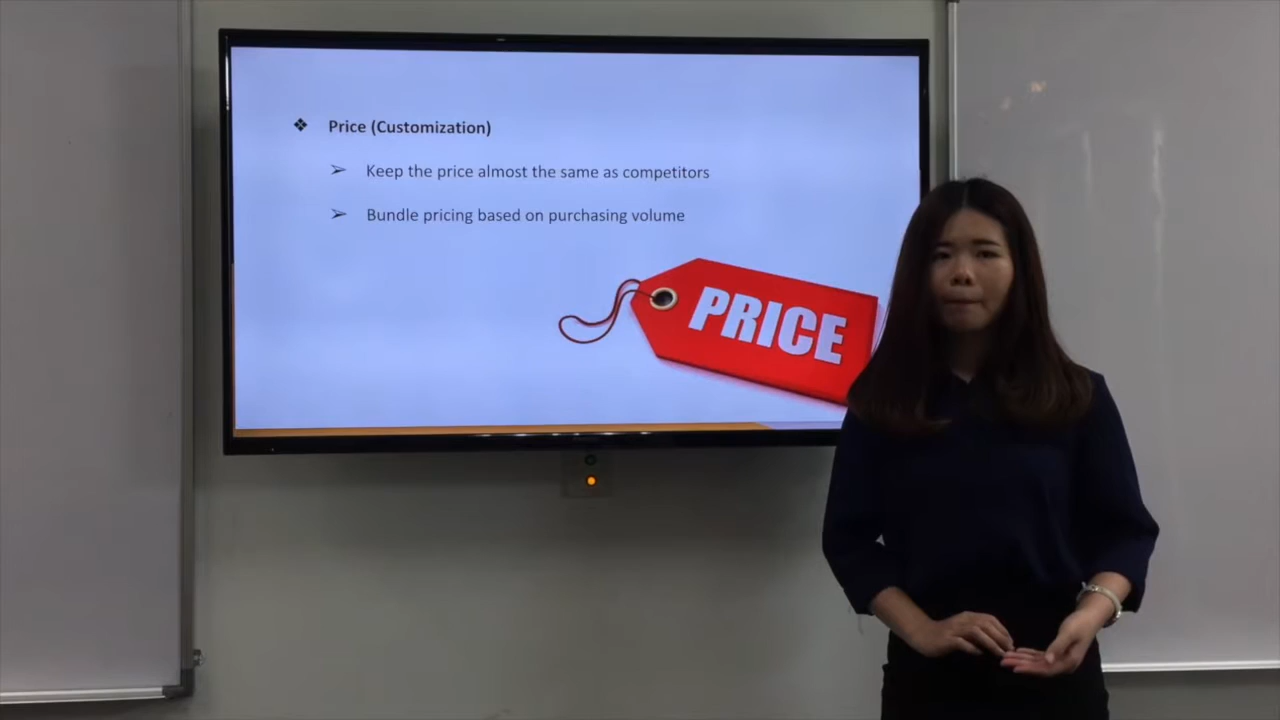 ❖ Price (Customization)
➢ Keep the price almost the same as competitors
➢ Bundle pricing based on purchasing volume
PRICE